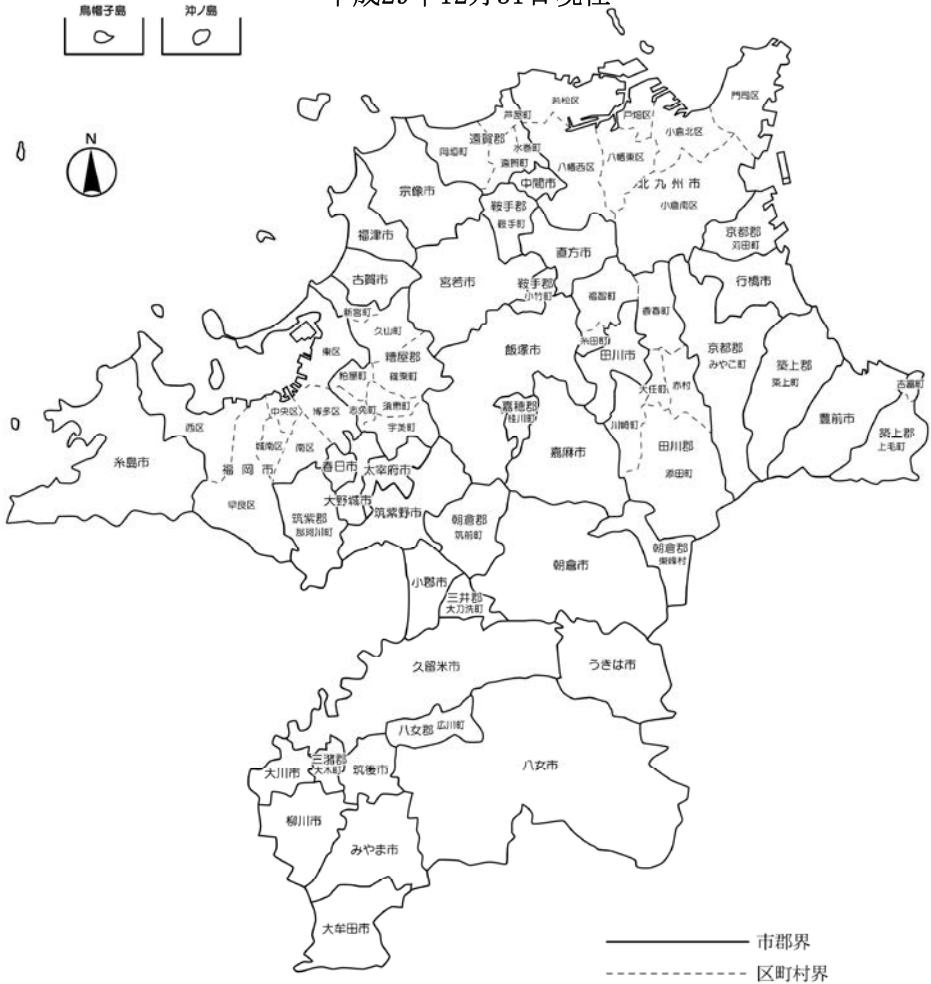 平成29年12月31日現在
烏帽子島
沖ノ島
N
門司区
若松区
芦屋町
戸畑区
小倉北区
遠賀郡
岡垣町
水巻町
遠賀町
八幡西区
八幡東区
中間市
北九州市
小倉南区
宗像市
鞍手郡
鞍手町
福津市
京都郡
苅田町
直方市
古賀市
宮若市
鞍手郡
小竹町
行橋市
福智町
香春町
新宮町
久山町
糸田町
飯塚市
田川市
東区
糟屋郡
篠栗町
粕屋町
京都郡
みやこ町
築上郡
築上町
大任町
赤村
吉富町
中央区
博多区
志免町
須恵町
宇美町
嘉穂郡
桂川町
川崎町
豊前市
西区
築上郡
上毛町
城南区
南区
田川郡
添田町
嘉麻市
糸島市
福岡市
春日市
太宰府市
早良区
大野城市
筑紫野市
筑紫郡
那珂川町
朝倉郡
筑前町
朝倉郡
東峰村
朝倉市
小郡市
三井郡
大刀洗町
久留米市
うきは市
八女郡 広川町
三潴郡
大木町
大川市
筑後市
八女市
柳川市
みやま市
大牟田市
市郡界
区町村界